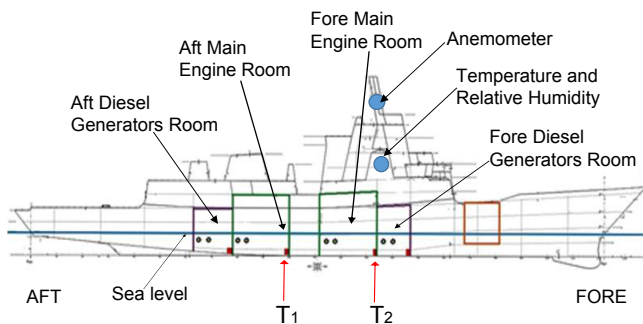 Fore Main
Engine Room
Anemometer
Aft Main
Engine Room
Temperature and
Relative Humidity
Aft Diesel
Generators Room
Fore Diesel
Generators Room
AFT
Sea level
FORE
T1
T2